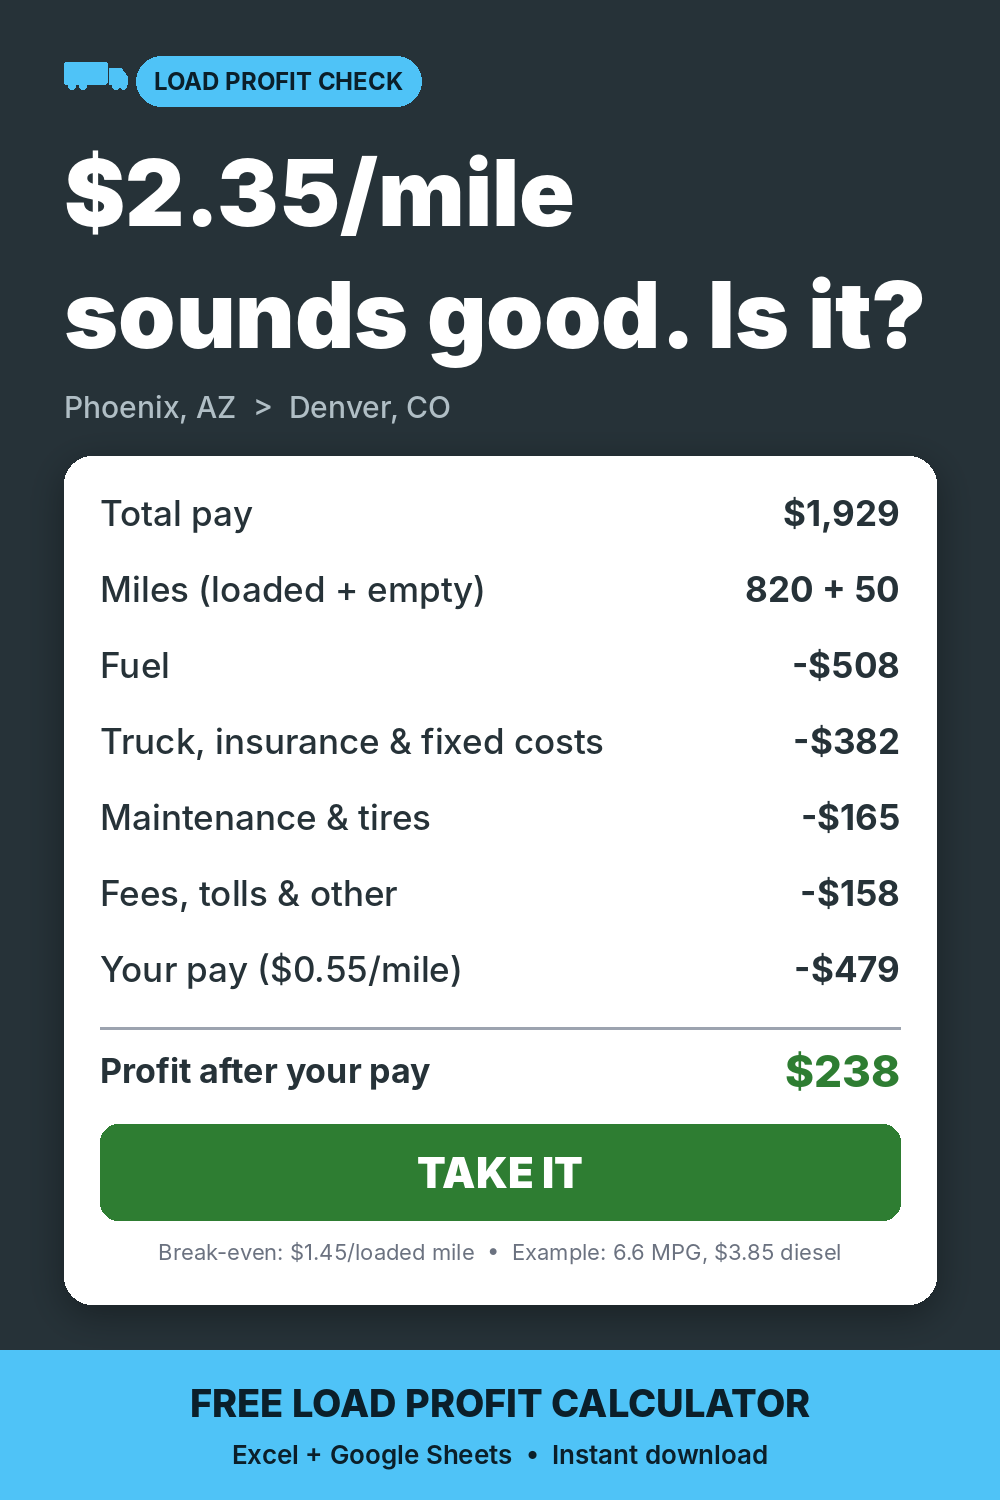 LOAD PROFIT CHECK
$2.35/mile
sounds good. Is it?
Phoenix, AZ > Denver, CO
Total pay $1,929
Miles (loaded + empty) 820 + 50
Fuel -$508
Truck, insurance & fixed costs -$382
Maintenance & tires -$165
Fees, tolls & other -$158
Your pay ($0.55/mile) -$479
Profit after your pay $238
TAKE IT
Break-even: $1.45/loaded mile • Example: 6.6 MPG, $3.85 diesel
FREE LOAD PROFIT CALCULATOR
Excel + Google Sheets • Instant download